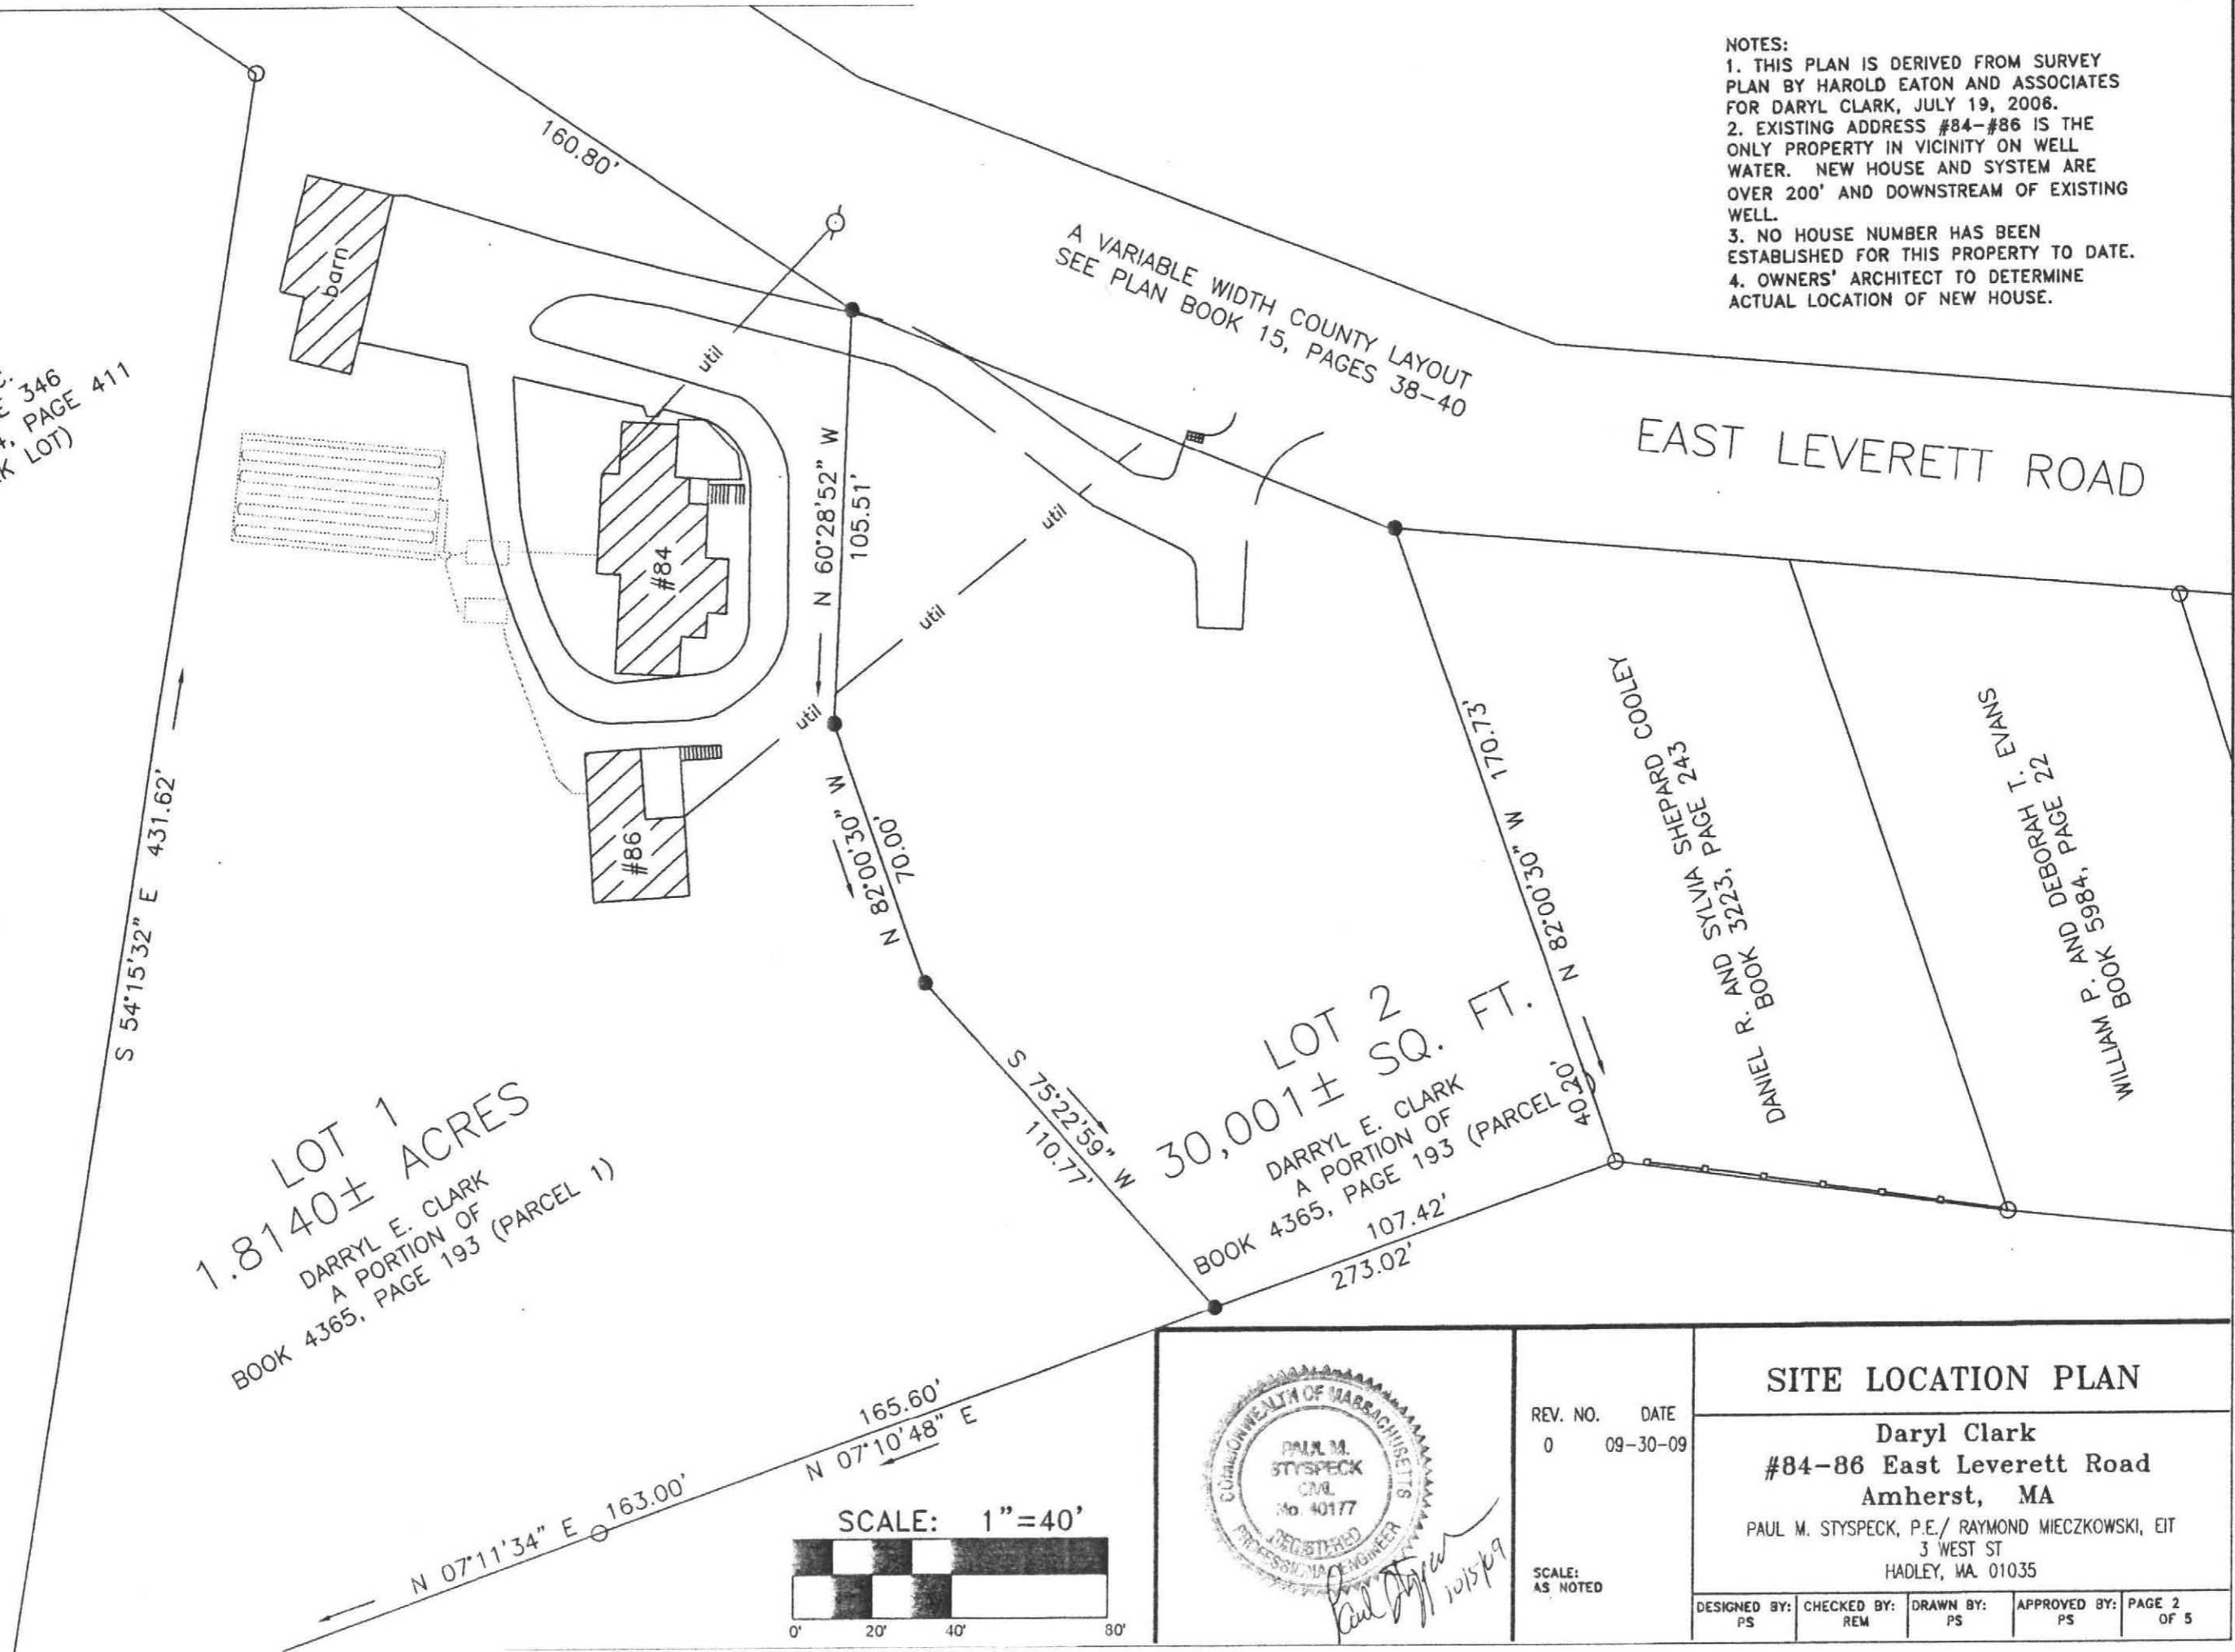 NOTES:
1. THIS PLAN IS DERIVED FROM SURVEY
PLAN BY HAROLD EATON AND ASSOCIATES
FOR DARYL CLARK, JULY 19, 2006.
2. EXISTING ADDRESS #84-#86 IS THE
ONLY PROPERTY IN VICINITY ON WELL
WATER. NEW HOUSE AND SYSTEM ARE
OVER 200' AND DOWNSTREAM OF EXISTING
WELL.
3. NO HOUSE NUMBER HAS BEEN
ESTABLISHED FOR THIS PROPERTY TO DATE.
4. OWNERS' ARCHITECT TO DETERMINE
ACTUAL LOCATION OF NEW HOUSE.
160.80'
barn
A VARIABLE WIDTH COUNTY LAYOUT
SEE PLAN BOOK 15, PAGES 38-40
EAST LEVERETT ROAD
346
PAGE 411
LOT)
util
#84
N 60°28'52" W
105.51'
util
util
util
#86
N 82°00'30" W
70.00'
S 54°15'32" E 431.62'
N 82°00'30" W 170.73'
40.20'
DANIEL R. AND SYLVIA SHEPARD COOLEY
BOOK 3223, PAGE 243
WILLIAM P. AND DEBORAH T. EVANS
BOOK 5984, PAGE 22
S 75°22'59" W
110.77'
LOT 2
30,001± SQ. FT.
DARRYL E. CLARK
A PORTION OF
BOOK 4365, PAGE 193 (PARCEL
107.42'
273.02'
LOT 1
1.8140± ACRES
DARRYL E. CLARK
A PORTION OF
BOOK 4365, PAGE 193 (PARCEL 1)
165.60'
N 07°10'48" E
163.00'
N 07°11'34" E
SCALE: 1"=40'
0' 20' 40' 80'
COMMONWEALTH OF MASSACHUSETTS
PAUL M.
STYSPECK
CIVIL
No. 40177
REGISTERED
PROFESSIONAL ENGINEER
10/15/09
REV. NO. DATE
0 09-30-09
SCALE:
AS NOTED
SITE LOCATION PLAN
Daryl Clark
#84-86 East Leverett Road
Amherst, MA
PAUL M. STYSPECK, P.E./ RAYMOND MIECZKOWSKI, EIT
3 WEST ST
HADLEY, MA. 01035
DESIGNED BY: PS
CHECKED BY: REM
DRAWN BY: PS
APPROVED BY: PS
PAGE 2 OF 5